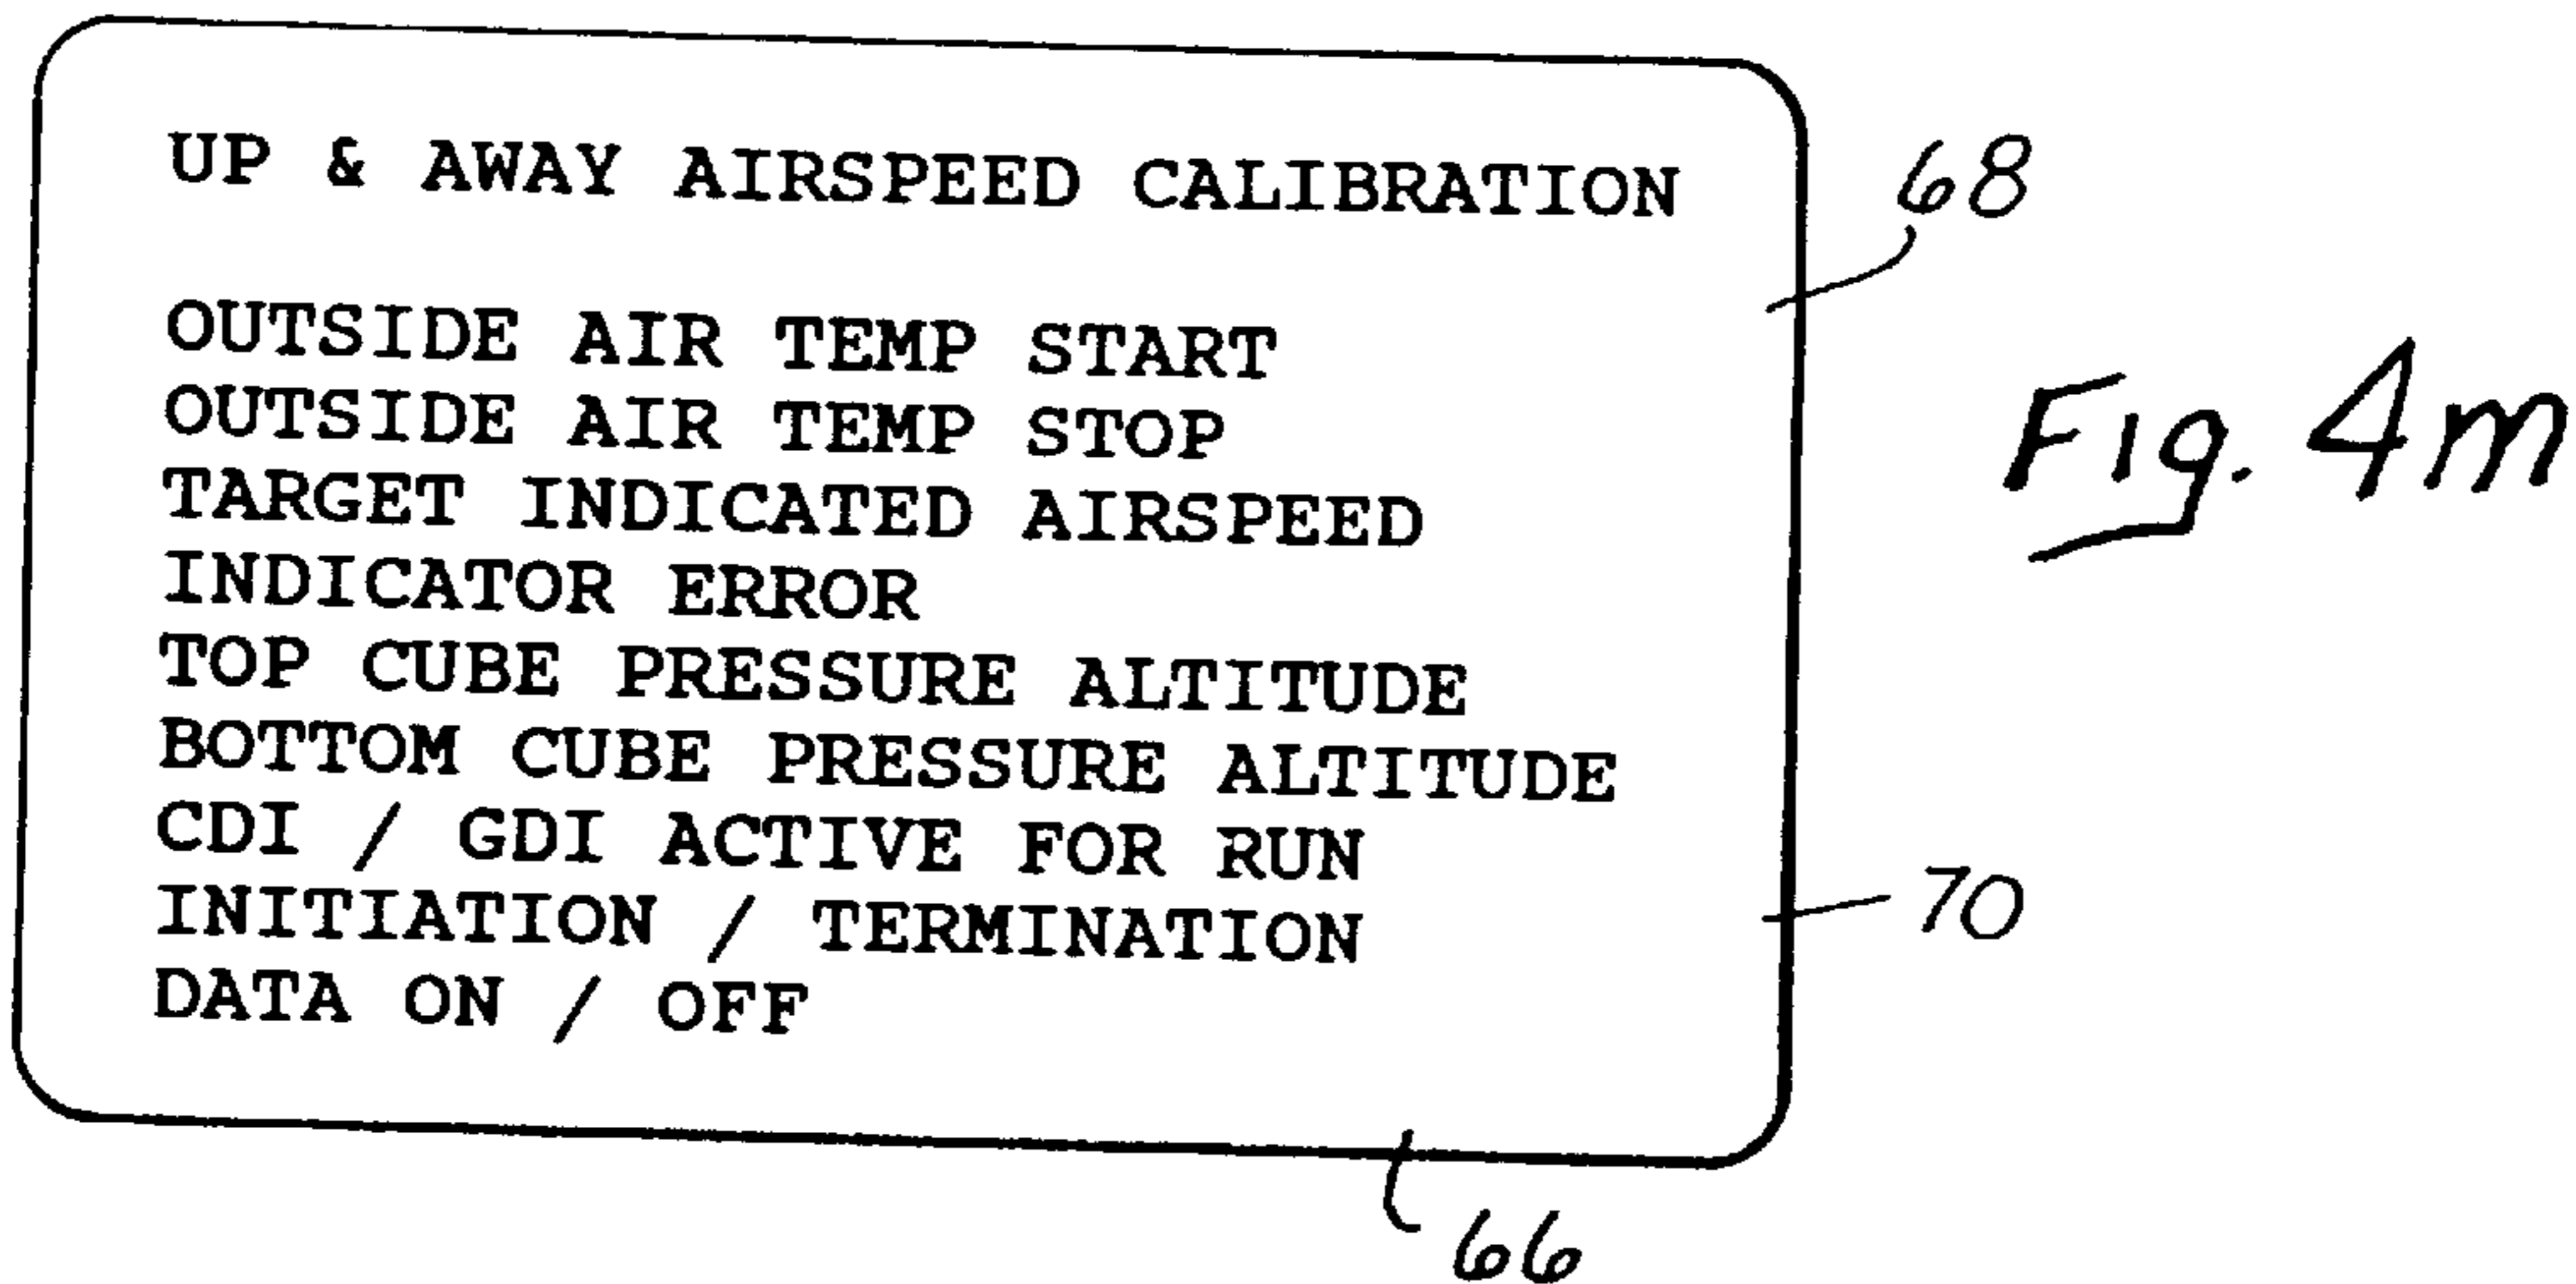 UP & AWAY AIRSPEED CALIBRATION
68
OUTSIDE AIR TEMP START
OUTSIDE AIR TEMP STOP
TARGET INDICATED AIRSPEED
INDICATOR ERROR
TOP CUBE PRESSURE ALTITUDE
BOTTOM CUBE PRESSURE ALTITUDE
CDI / GDI ACTIVE FOR RUN
INITIATION / TERMINATION
DATA ON / OFF
70
66
Fig. 4m